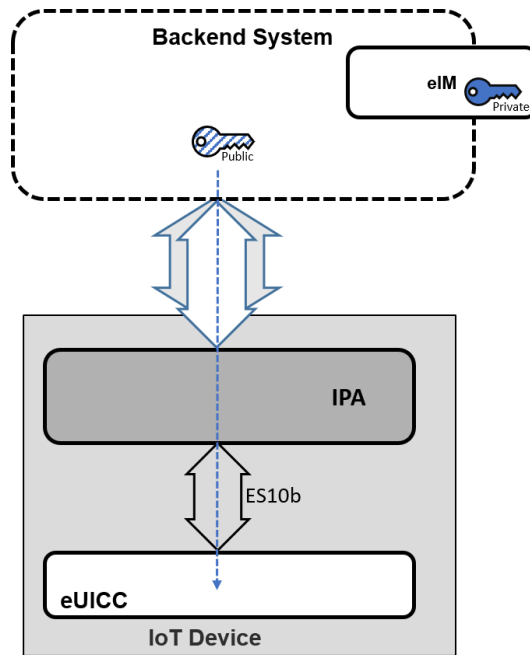 Backend System
eIM
Private
Public
IPA
ES10b
eUICC
IoT Device